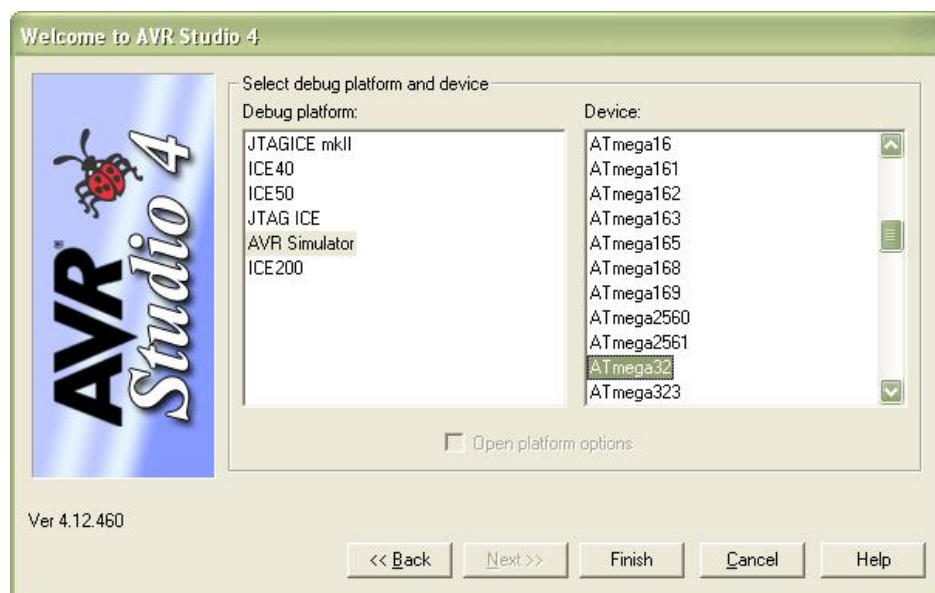 Welcome to AVR Studio 4
AVR® Studio 4
Select debug platform and device
Debug platform:
JTAGICE mkII
ICE40
ICE50
JTAG ICE
AVR Simulator
ICE200
Device:
ATmega16
ATmega161
ATmega162
ATmega163
ATmega165
ATmega168
ATmega169
ATmega2560
ATmega2561
ATmega32
ATmega323
Open platform options
Ver 4.12.460
<< Back
Next >>
Finish
Cancel
Help